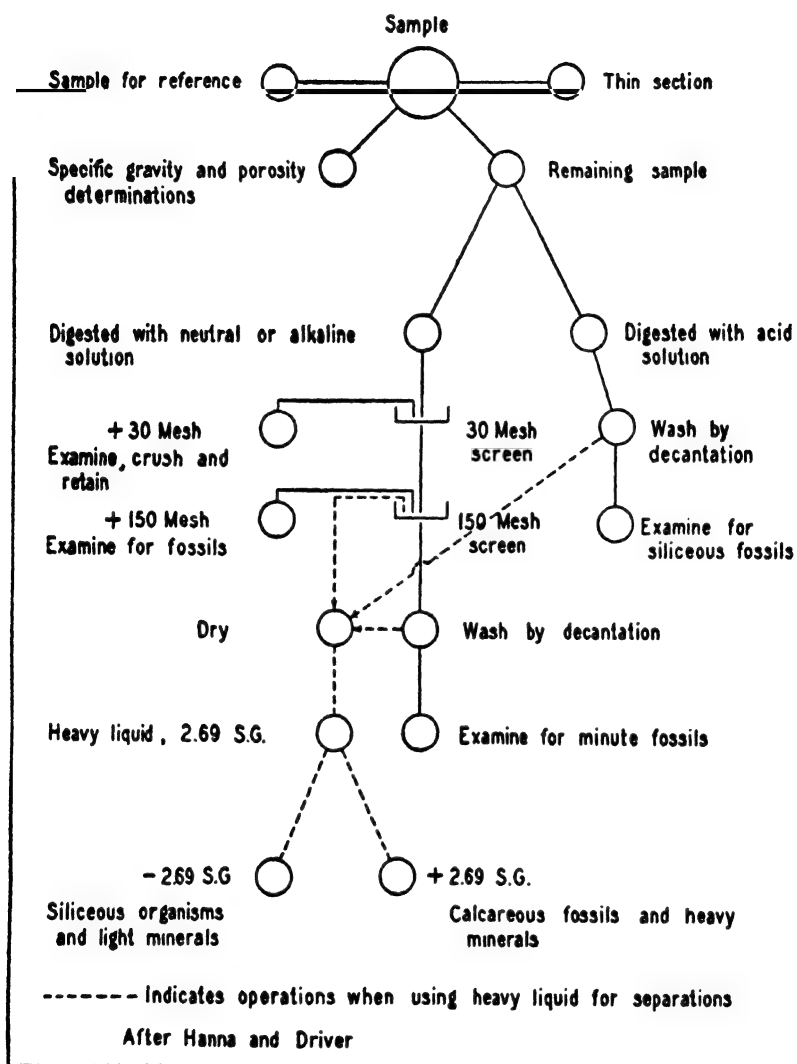 Sample
Sample for reference
Thin section
Specific gravity and porosity
determinations
Remaining sample
Digested with neutral or alkaline
solution
Digested with acid
solution
+ 30 Mesh
Examine, crush and
retain
30 Mesh
screen
Wash by
decantation
+ 150 Mesh
Examine for fossils
150 Mesh
screen
Examine for
siliceous fossils
Dry
Wash by decantation
Heavy liquid, 2.69 S.G.
Examine for minute fossils
- 2.69 S.G
Siliceous organisms
and light minerals
+ 2.69 S.G.
Calcareous fossils and heavy
minerals
Indicates operations when using heavy liquid for separations
After Hanna and Driver